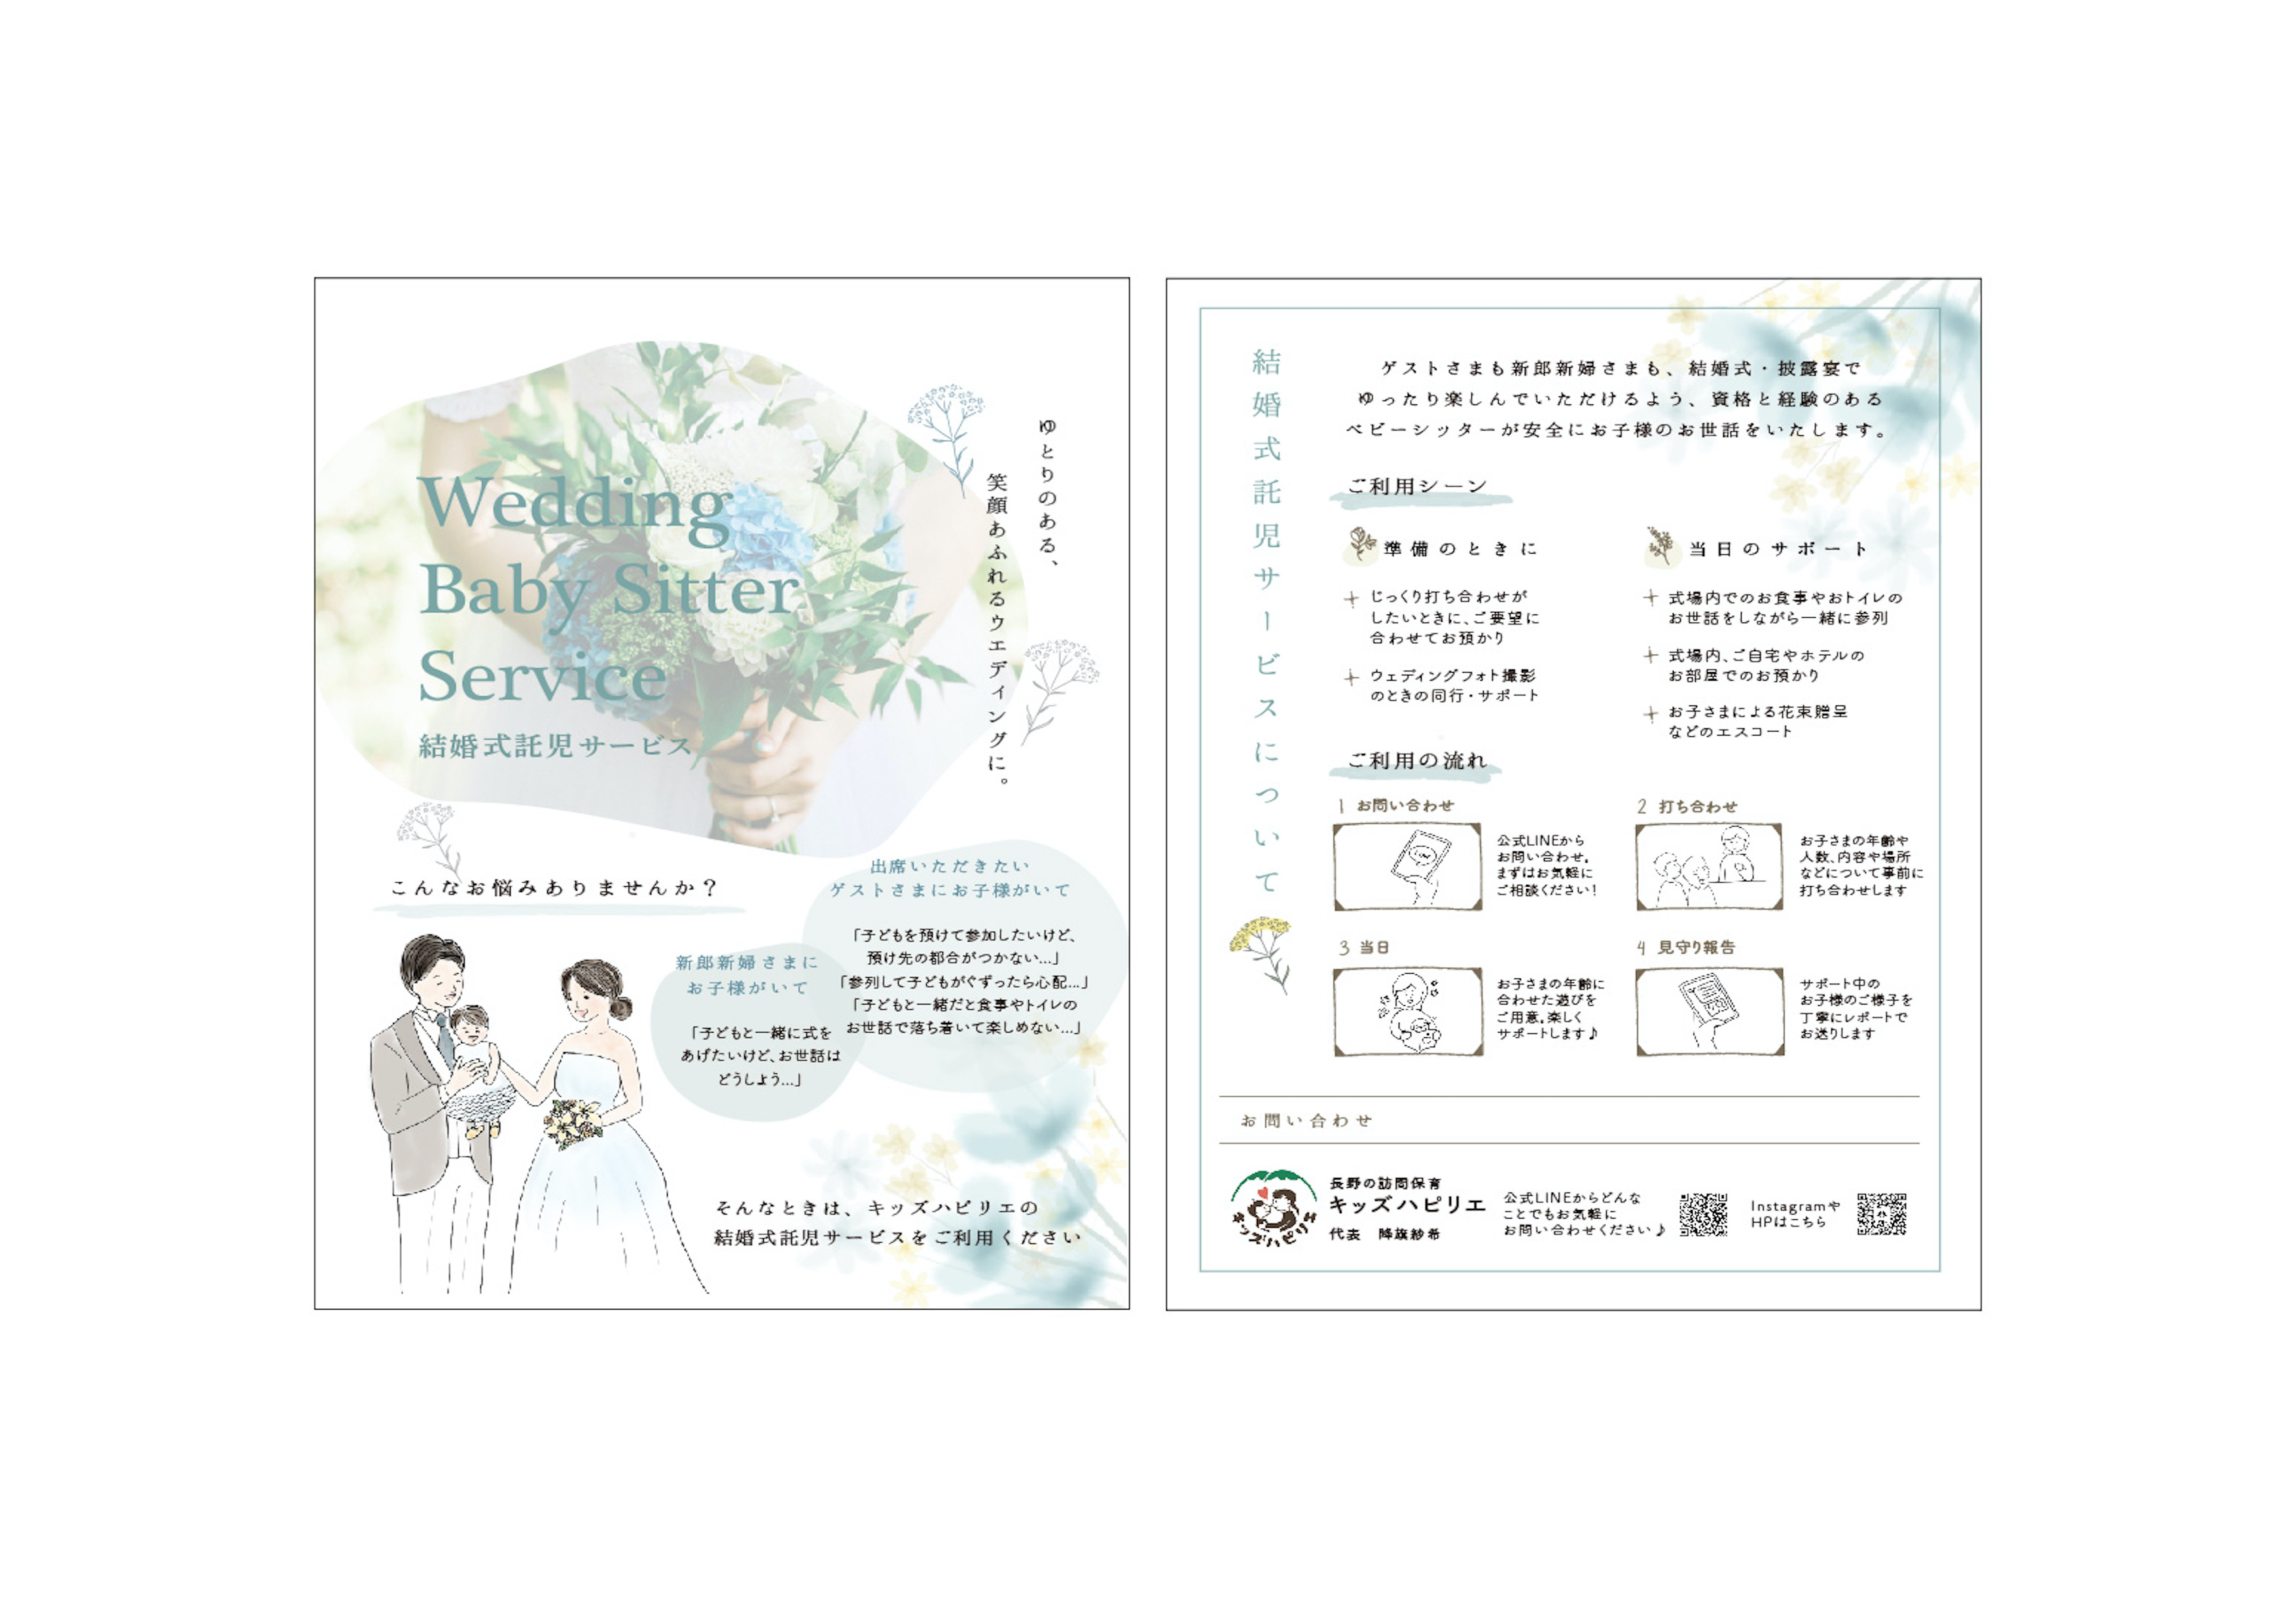 Wedding
Baby Sitter
Service
結婚式託児サービス
ゆとりのある、
笑顔あふれるウエディングに。
こんなお悩みありませんか？
出席いただきたい
ゲストさまにお子様がいて
「子どもを預けて参加したいけど、
預け先の都合がつかない…」
「参列して子どもがぐずったら心配…」
「子どもと一緒だと食事やトイレの
お世話で落ち着いて楽しめない…」
新郎新婦さまに
お子様がいて
「子どもと一緒に式を
あげたいけど、お世話は
どうしよう…」
そんなときは、キッズハピリエの
結婚式託児サービスをご利用ください
結婚式託児サービスについて
ゲストさまも新郎新婦さまも、結婚式・披露宴で
ゆったり楽しんでいただけるよう、資格と経験のある
ベビーシッターが安全にお子様のお世話をいたします。
ご利用シーン
準備のときに
じっくり打ち合わせが
したいときに、ご要望に
合わせてお預かり
ウェディングフォト撮影
のときの同行・サポート
当日のサポート
式場内でのお食事やおトイレの
お世話をしながら一緒に参列
式場内、ご自宅やホテルの
お部屋でのお預かり
お子さまによる花束贈呈
などのエスコート
ご利用の流れ
1 お問い合わせ
公式LINEから
お問い合わせ。
まずはお気軽に
ご相談ください！
2 打ち合わせ
お子さまの年齢や
人数、内容や場所
などについて事前に
打ち合わせします
3 当日
お子さまの年齢に
合わせた遊びを
ご用意。楽しく
サポートします♪
4 見守り報告
サポート中の
お子様のご様子を
丁寧にレポートで
お送りします
お問い合わせ
キッズハピリエ
長野の訪問保育
キッズハピリエ
代表　降旗紗希
公式LINEからどんな
ことでもお気軽に
お問い合わせください♪
Instagramや
HPはこちら